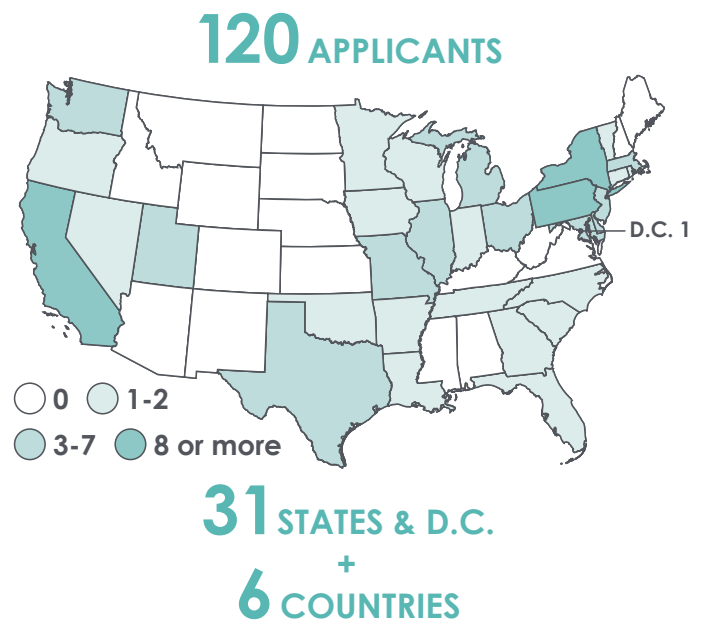 120 APPLICANTS
D.C. 1
0 1-2
3-7 8 or more
31 STATES & D.C.
+
6 COUNTRIES